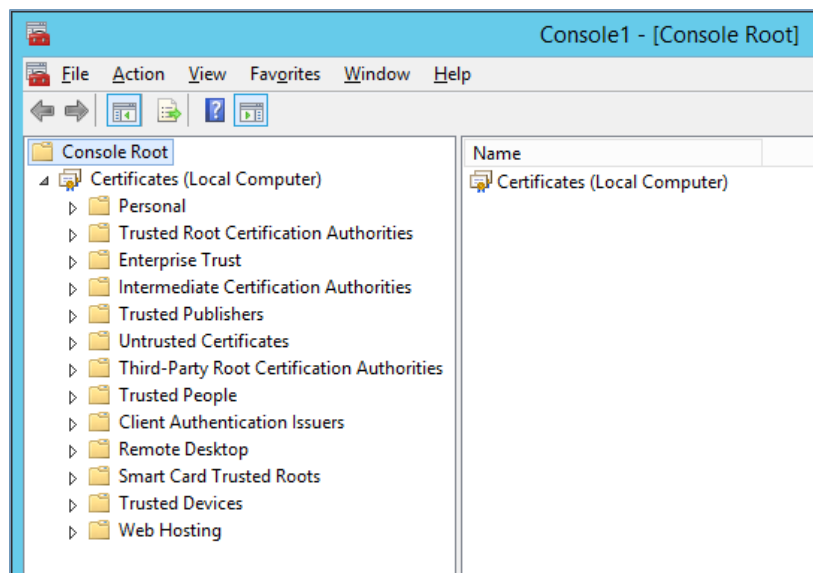 Console1 - [Console Root]
File Action View Favorites Window Help
Console Root
Certificates (Local Computer)
Personal
Trusted Root Certification Authorities
Enterprise Trust
Intermediate Certification Authorities
Trusted Publishers
Untrusted Certificates
Third-Party Root Certification Authorities
Trusted People
Client Authentication Issuers
Remote Desktop
Smart Card Trusted Roots
Trusted Devices
Web Hosting
Name
Certificates (Local Computer)